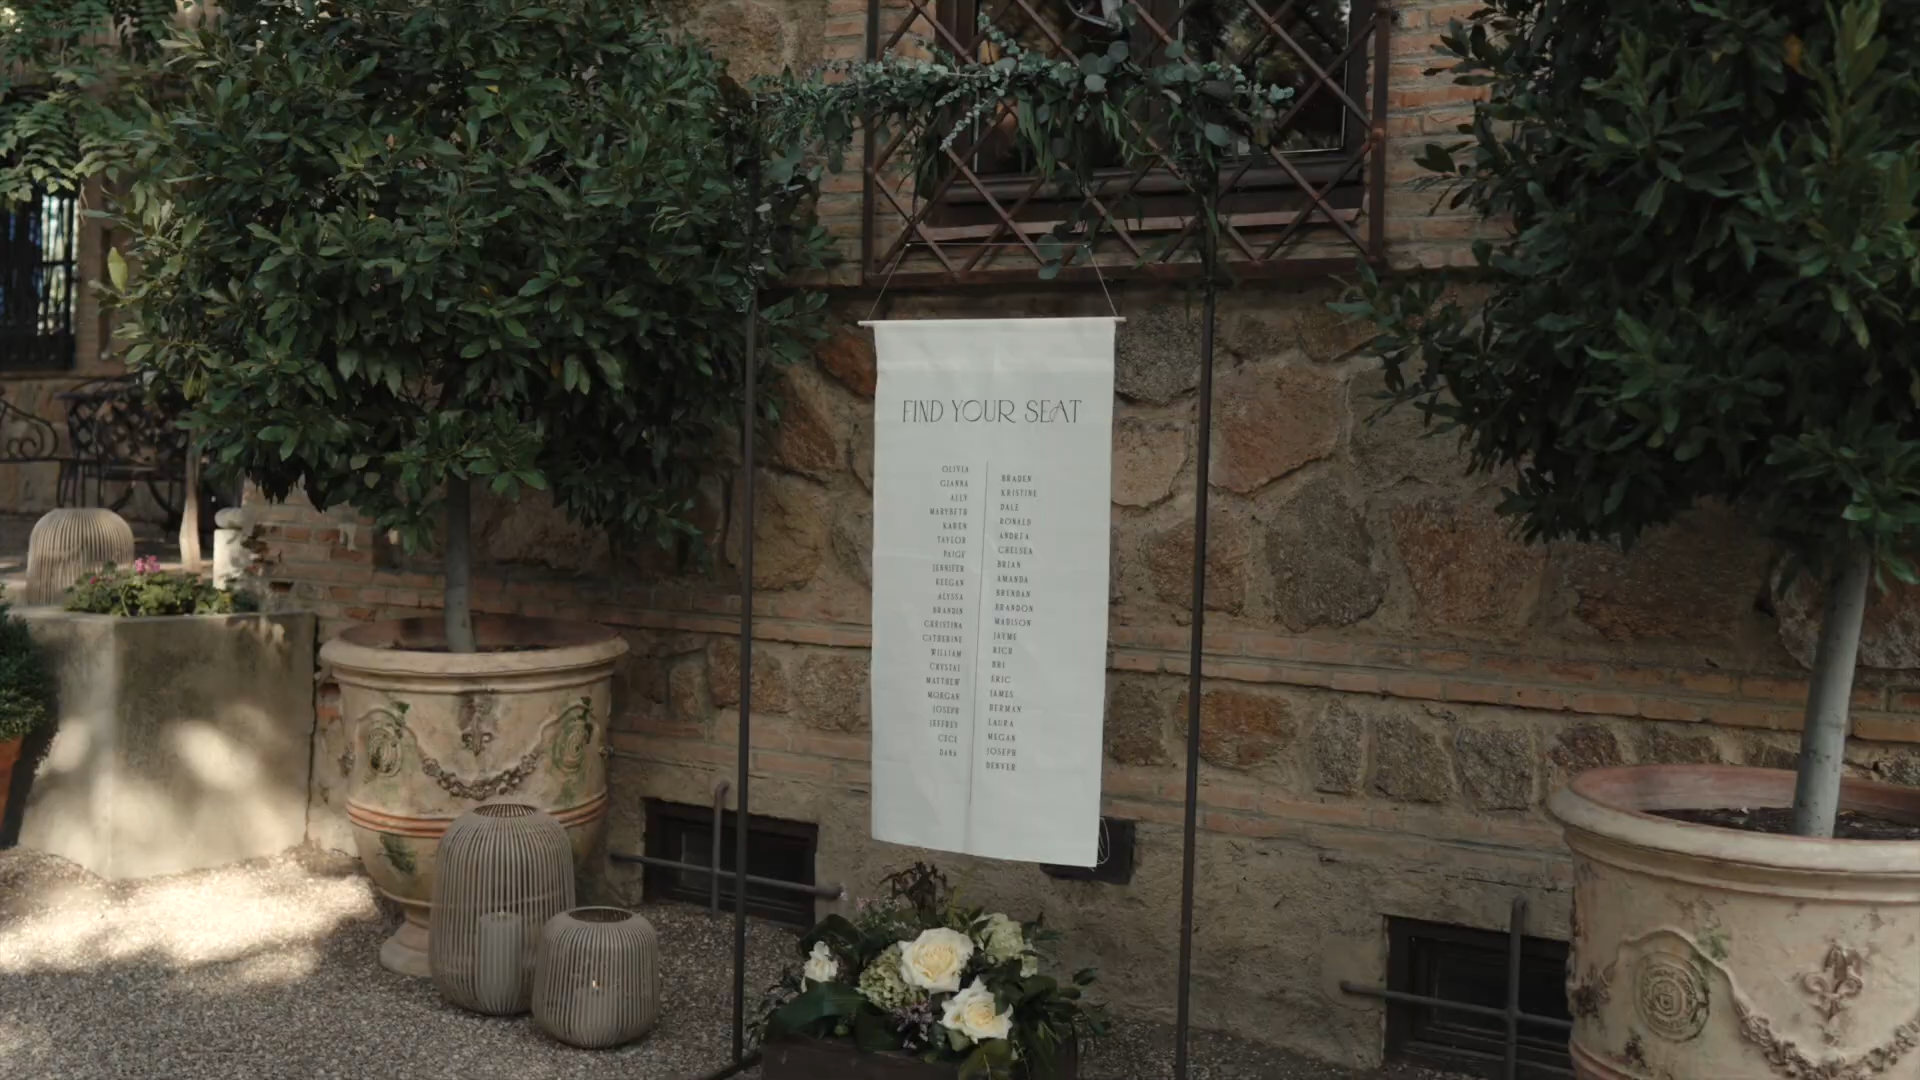 FIND YOUR SEAT
OLIVIA
GIANNA
ALLY
MARYBETH
KAREN
TAYLOR
PAIGE
JENNIFER
KEEGAN
ALYSSA
BRANDIN
CHRISTINA
CATHERINE
WILLIAM
CRYSTAL
MATTHEW
MORGAN
JOSEPH
JEFFREY
CECE
DANA
BRADEN
KRISTINE
DALE
RONALD
ANDREA
CHELSEA
BRIAN
AMANDA
BRENDAN
BRANDON
MADISON
JAYME
RICH
BRI
ERIC
JAMES
HERMAN
LAURA
MEGAN
JOSEPH
DENVER